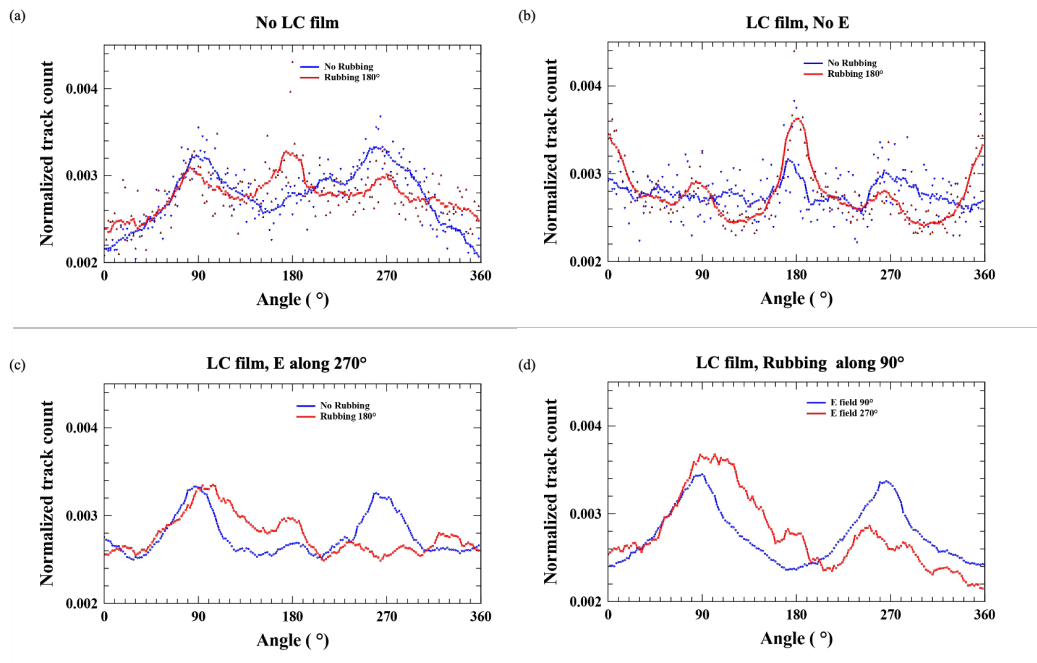 (a)
No LC film
No Rubbing
Rubbing 180°
Normalized track count
0.004
0.003
0.002
0 90 180 270 360
Angle ( °)
(b)
LC film, No E
No Rubbing
Rubbing 180°
Normalized track count
0.004
0.003
0.002
0 90 180 270 360
Angle ( °)
(c)
LC film, E along 270°
No Rubbing
Rubbing 180°
Normalized track count
0.004
0.003
0.002
0 90 180 270 360
Angle ( °)
(d)
LC film, Rubbing along 90°
E field 90°
E field 270°
Normalized track count
0.004
0.003
0.002
0 90 180 270 360
Angle ( °)